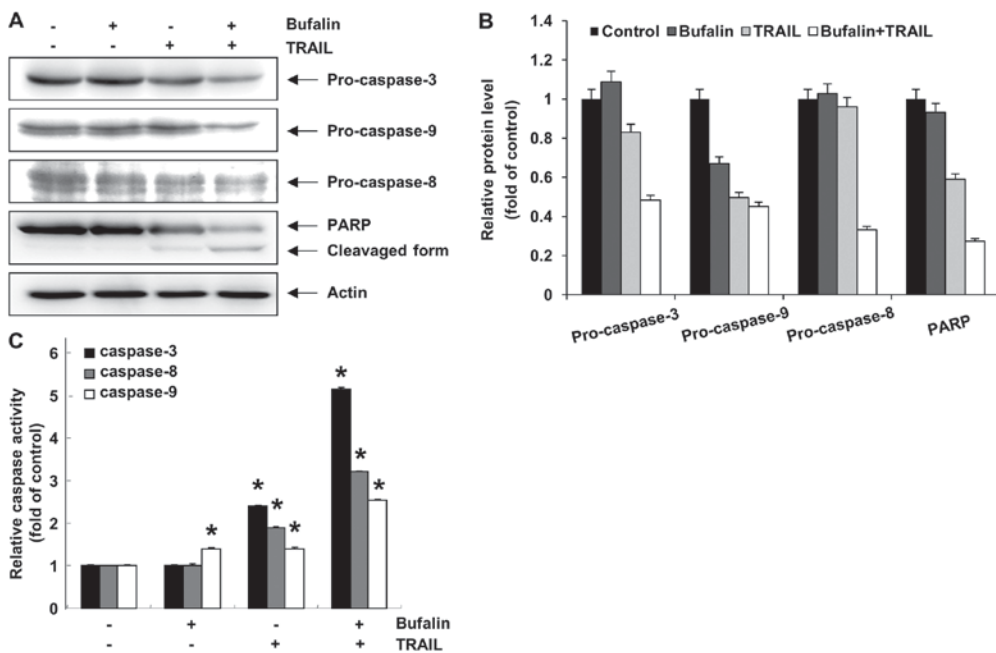 A
- + - + Bufalin
- - + + TRAIL
Pro-caspase-3
Pro-caspase-9
Pro-caspase-8
PARP
Cleavaged form
Actin
B
Relative protein level
(fold of control)
1.4
1.2
1
0.8
0.6
0.4
0.2
0
Control Bufalin TRAIL Bufalin+TRAIL
Pro-caspase-3 Pro-caspase-9 Pro-caspase-8 PARP
C
Relative caspase activity
(fold of control)
6
5
4
3
2
1
0
caspase-3
caspase-8
caspase-9
* * * * * * *
- + - + Bufalin
- - + + TRAIL